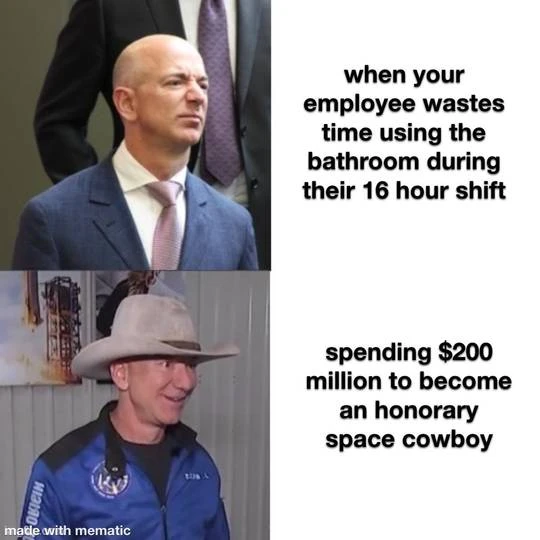 when your
employee wastes
time using the
bathroom during
their 16 hour shift
spending $200
million to become
an honorary
space cowboy
ORIGIN
made with mematic